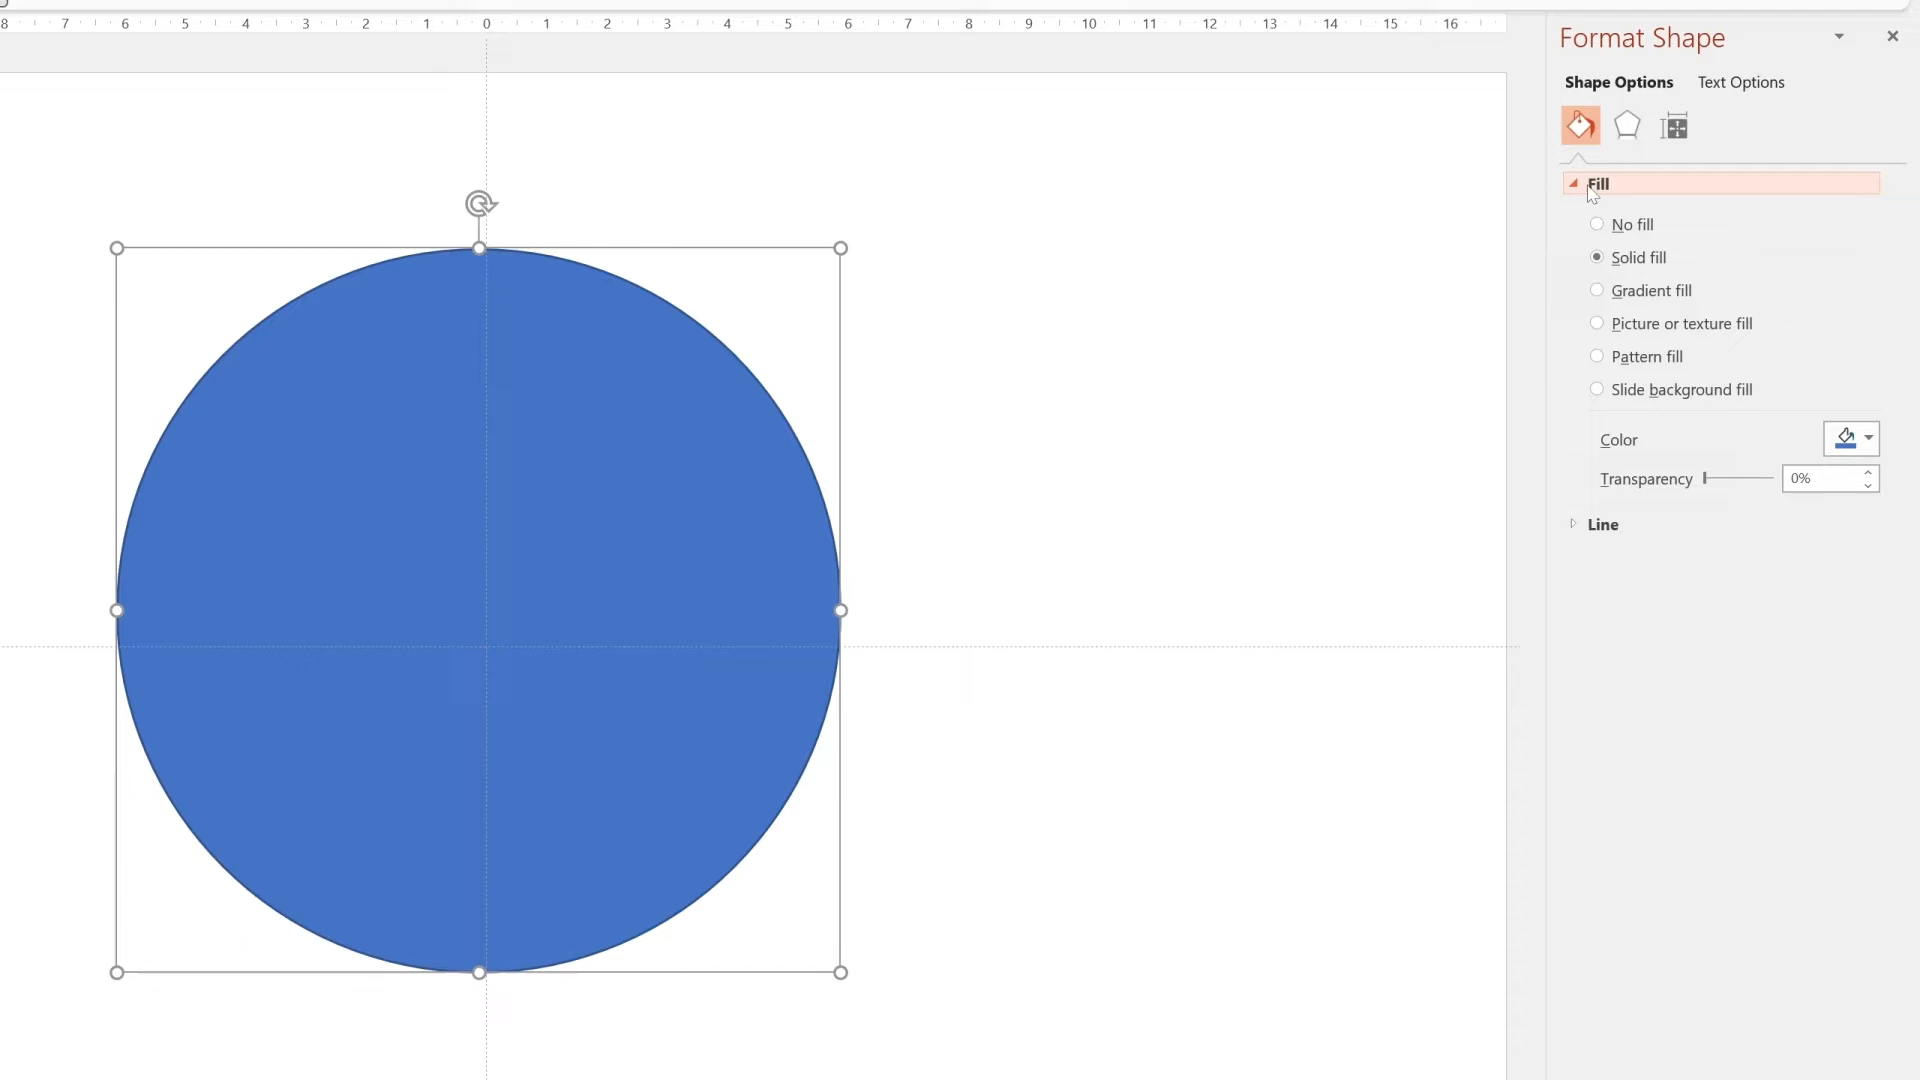 8 7 6 5 4 3 2 1 0 1 2 3 4 5 6 7 8 9 10 11 12 13 14 15 16
Format Shape
Shape Options Text Options
Fill
No fill
Solid fill
Gradient fill
Picture or texture fill
Pattern fill
Slide background fill
Color
Transparency 0%
Line